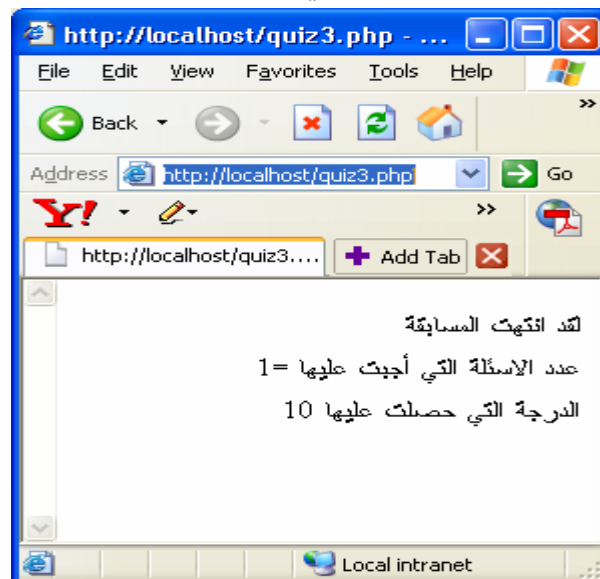 http://localhost/quiz3.php - ...
File Edit View Favorites Tools Help
Back »
Address http://localhost/quiz3.php Go
Y! »
http://localhost/quiz3.... Add Tab
لقد انتهت المسابقة
عدد الاسئلة التي أجبت عليها =1
الدرجة التي حصلت عليها 10
Local intranet